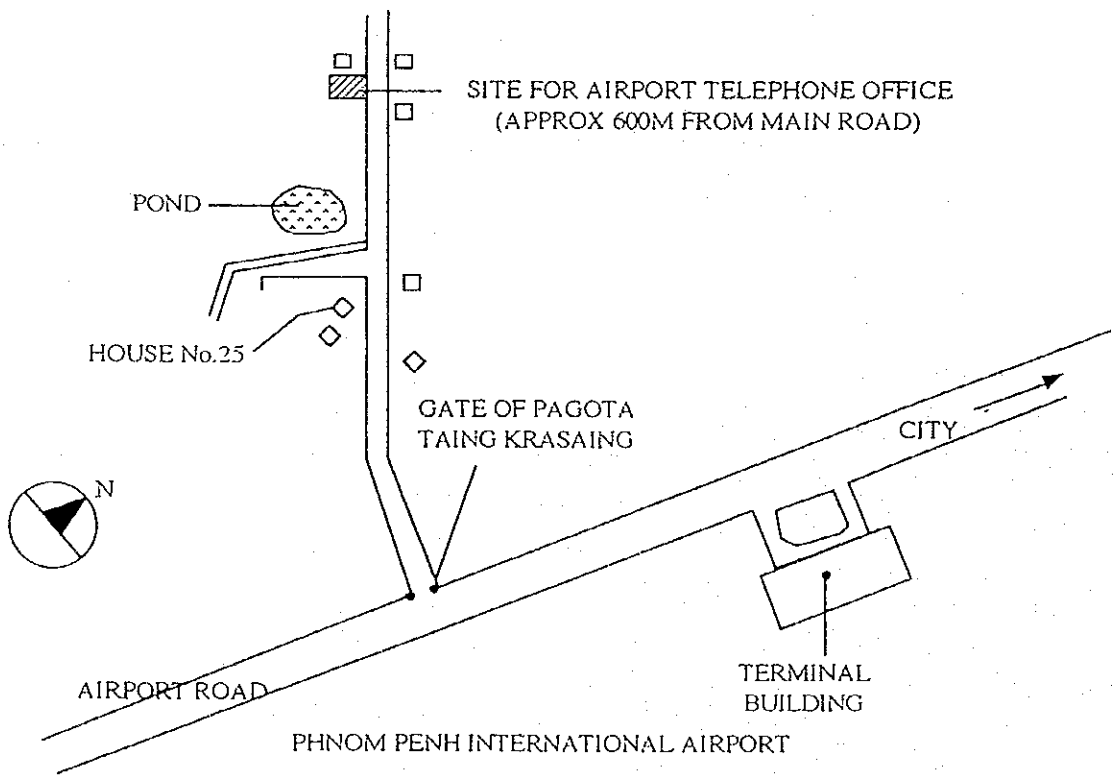 SITE FOR AIRPORT TELEPHONE OFFICE
(APPROX 600M FROM MAIN ROAD)
POND
HOUSE No.25
GATE OF PAGOTA
TAING KRASAING
CITY
N
TERMINAL
BUILDING
AIRPORT ROAD
PHNOM PENH INTERNATIONAL AIRPORT